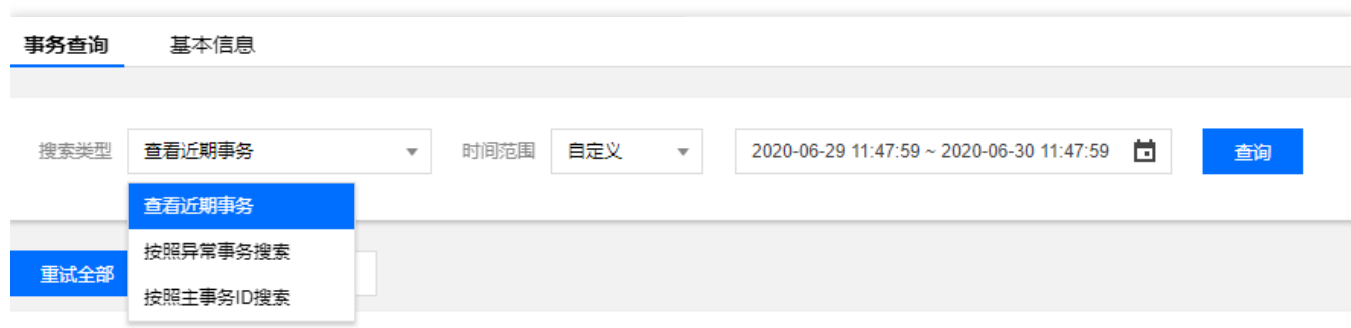 事务查询 基本信息
搜索类型 查看近期事务 时间范围 自定义 2020-06-29 11:47:59 ~ 2020-06-30 11:47:59 查询
查看近期事务
按照异常事务搜索
重试全部
按照主事务ID搜索